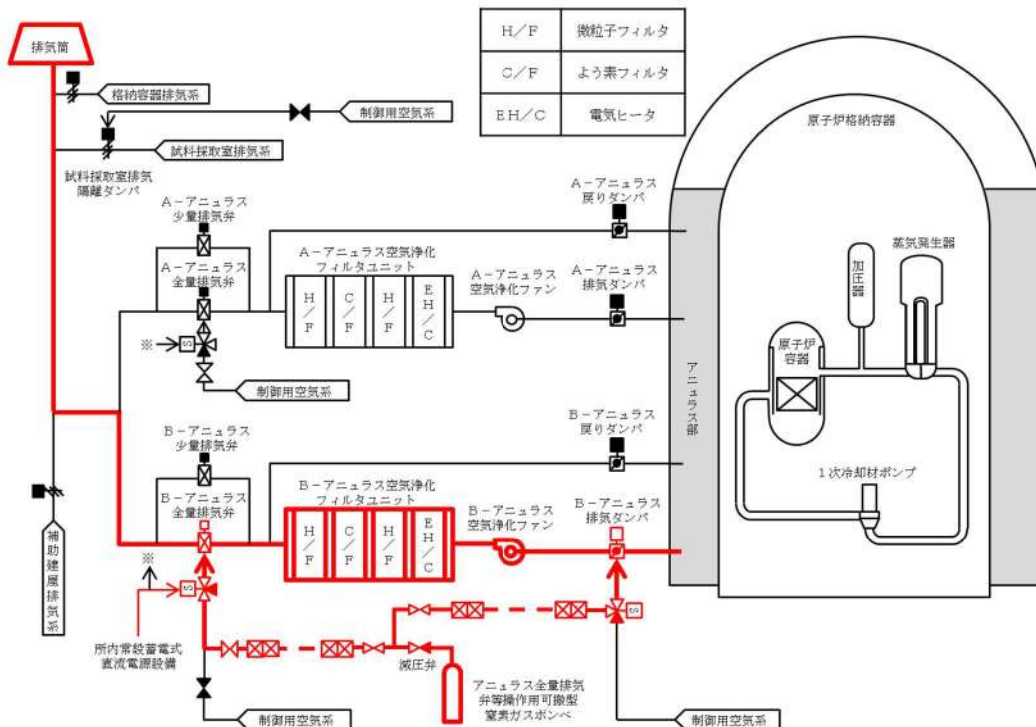 排気筒
H／F 微粒子フィルタ
C／F よう素フィルタ
EH／C 電気ヒータ
格納容器排気系
制御用空気系
試料採取室排気系
試料採取室排気
隔離ダンパ
原子炉格納容器
A－アニュラス
戻りダンパ
A－アニュラス
少量排気弁
A－アニュラス空気浄化
フィルタユニット
A－アニュラス
全量排気弁
A－アニュラス
空気浄化ファン
A－アニュラス
排気ダンパ
H／F
C／F
H／F
EH／C
蒸気発生器
加圧器
原子炉
容器
※
S
制御用空気系
アニュラス部
B－アニュラス
少量排気弁
B－アニュラス
戻りダンパ
1次冷却材ポンプ
B－アニュラス空気浄化
フィルタユニット
B－アニュラス
全量排気弁
B－アニュラス
空気浄化ファン
B－アニュラス
排気ダンパ
H／F
C／F
H／F
EH／C
補助建屋排気系
※
S
S
所内常設蓄電式
直流電源設備
減圧弁
アニュラス全量排気
弁等操作用可搬型
窒素ガスボンベ
制御用空気系
制御用空気系